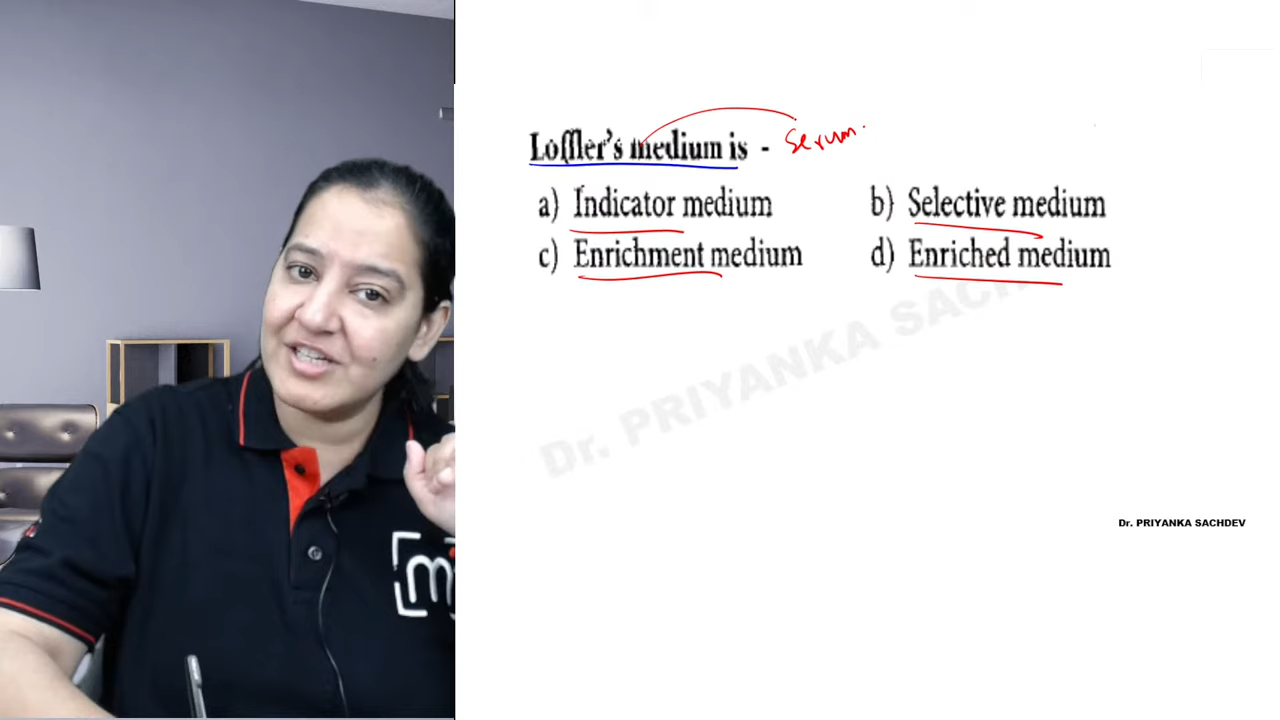 Loffler's medium is - Serum.
a) Indicator medium b) Selective medium
c) Enrichment medium d) Enriched medium
Dr. PRIYANKA SACH
Dr. PRIYANKA SACHDEV
m